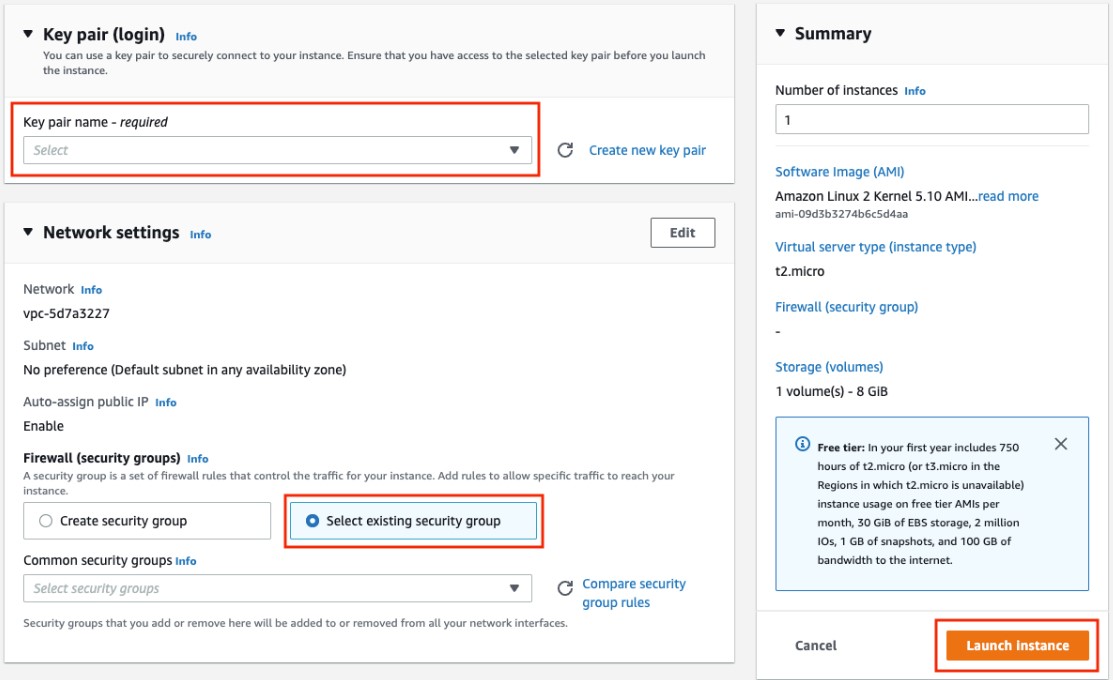 Key pair (login) Info
You can use a key pair to securely connect to your instance. Ensure that you have access to the selected key pair before you launch
the instance.
Key pair name - required
Select
Create new key pair
Network settings Info
Edit
Network Info
vpc-5d7a3227
Subnet Info
No preference (Default subnet in any availability zone)
Auto-assign public IP Info
Enable
Firewall (security groups) Info
A security group is a set of firewall rules that control the traffic for your instance. Add rules to allow specific traffic to reach your
instance.
Create security group
Select existing security group
Common security groups Info
Select security groups
Compare security
group rules
Security groups that you add or remove here will be added to or removed from all your network interfaces.
Summary
Number of instances Info
1
Software Image (AMI)
Amazon Linux 2 Kernel 5.10 AMI...read more
ami-09d3b3274b6c5d4aa
Virtual server type (instance type)
t2.micro
Firewall (security group)
-
Storage (volumes)
1 volume(s) - 8 GiB
Free tier: In your first year includes 750
hours of t2.micro (or t3.micro in the
Regions in which t2.micro is unavailable)
instance usage on free tier AMIs per
month, 30 GiB of EBS storage, 2 million
IOs, 1 GB of snapshots, and 100 GB of
bandwidth to the internet.
Cancel
Launch instance